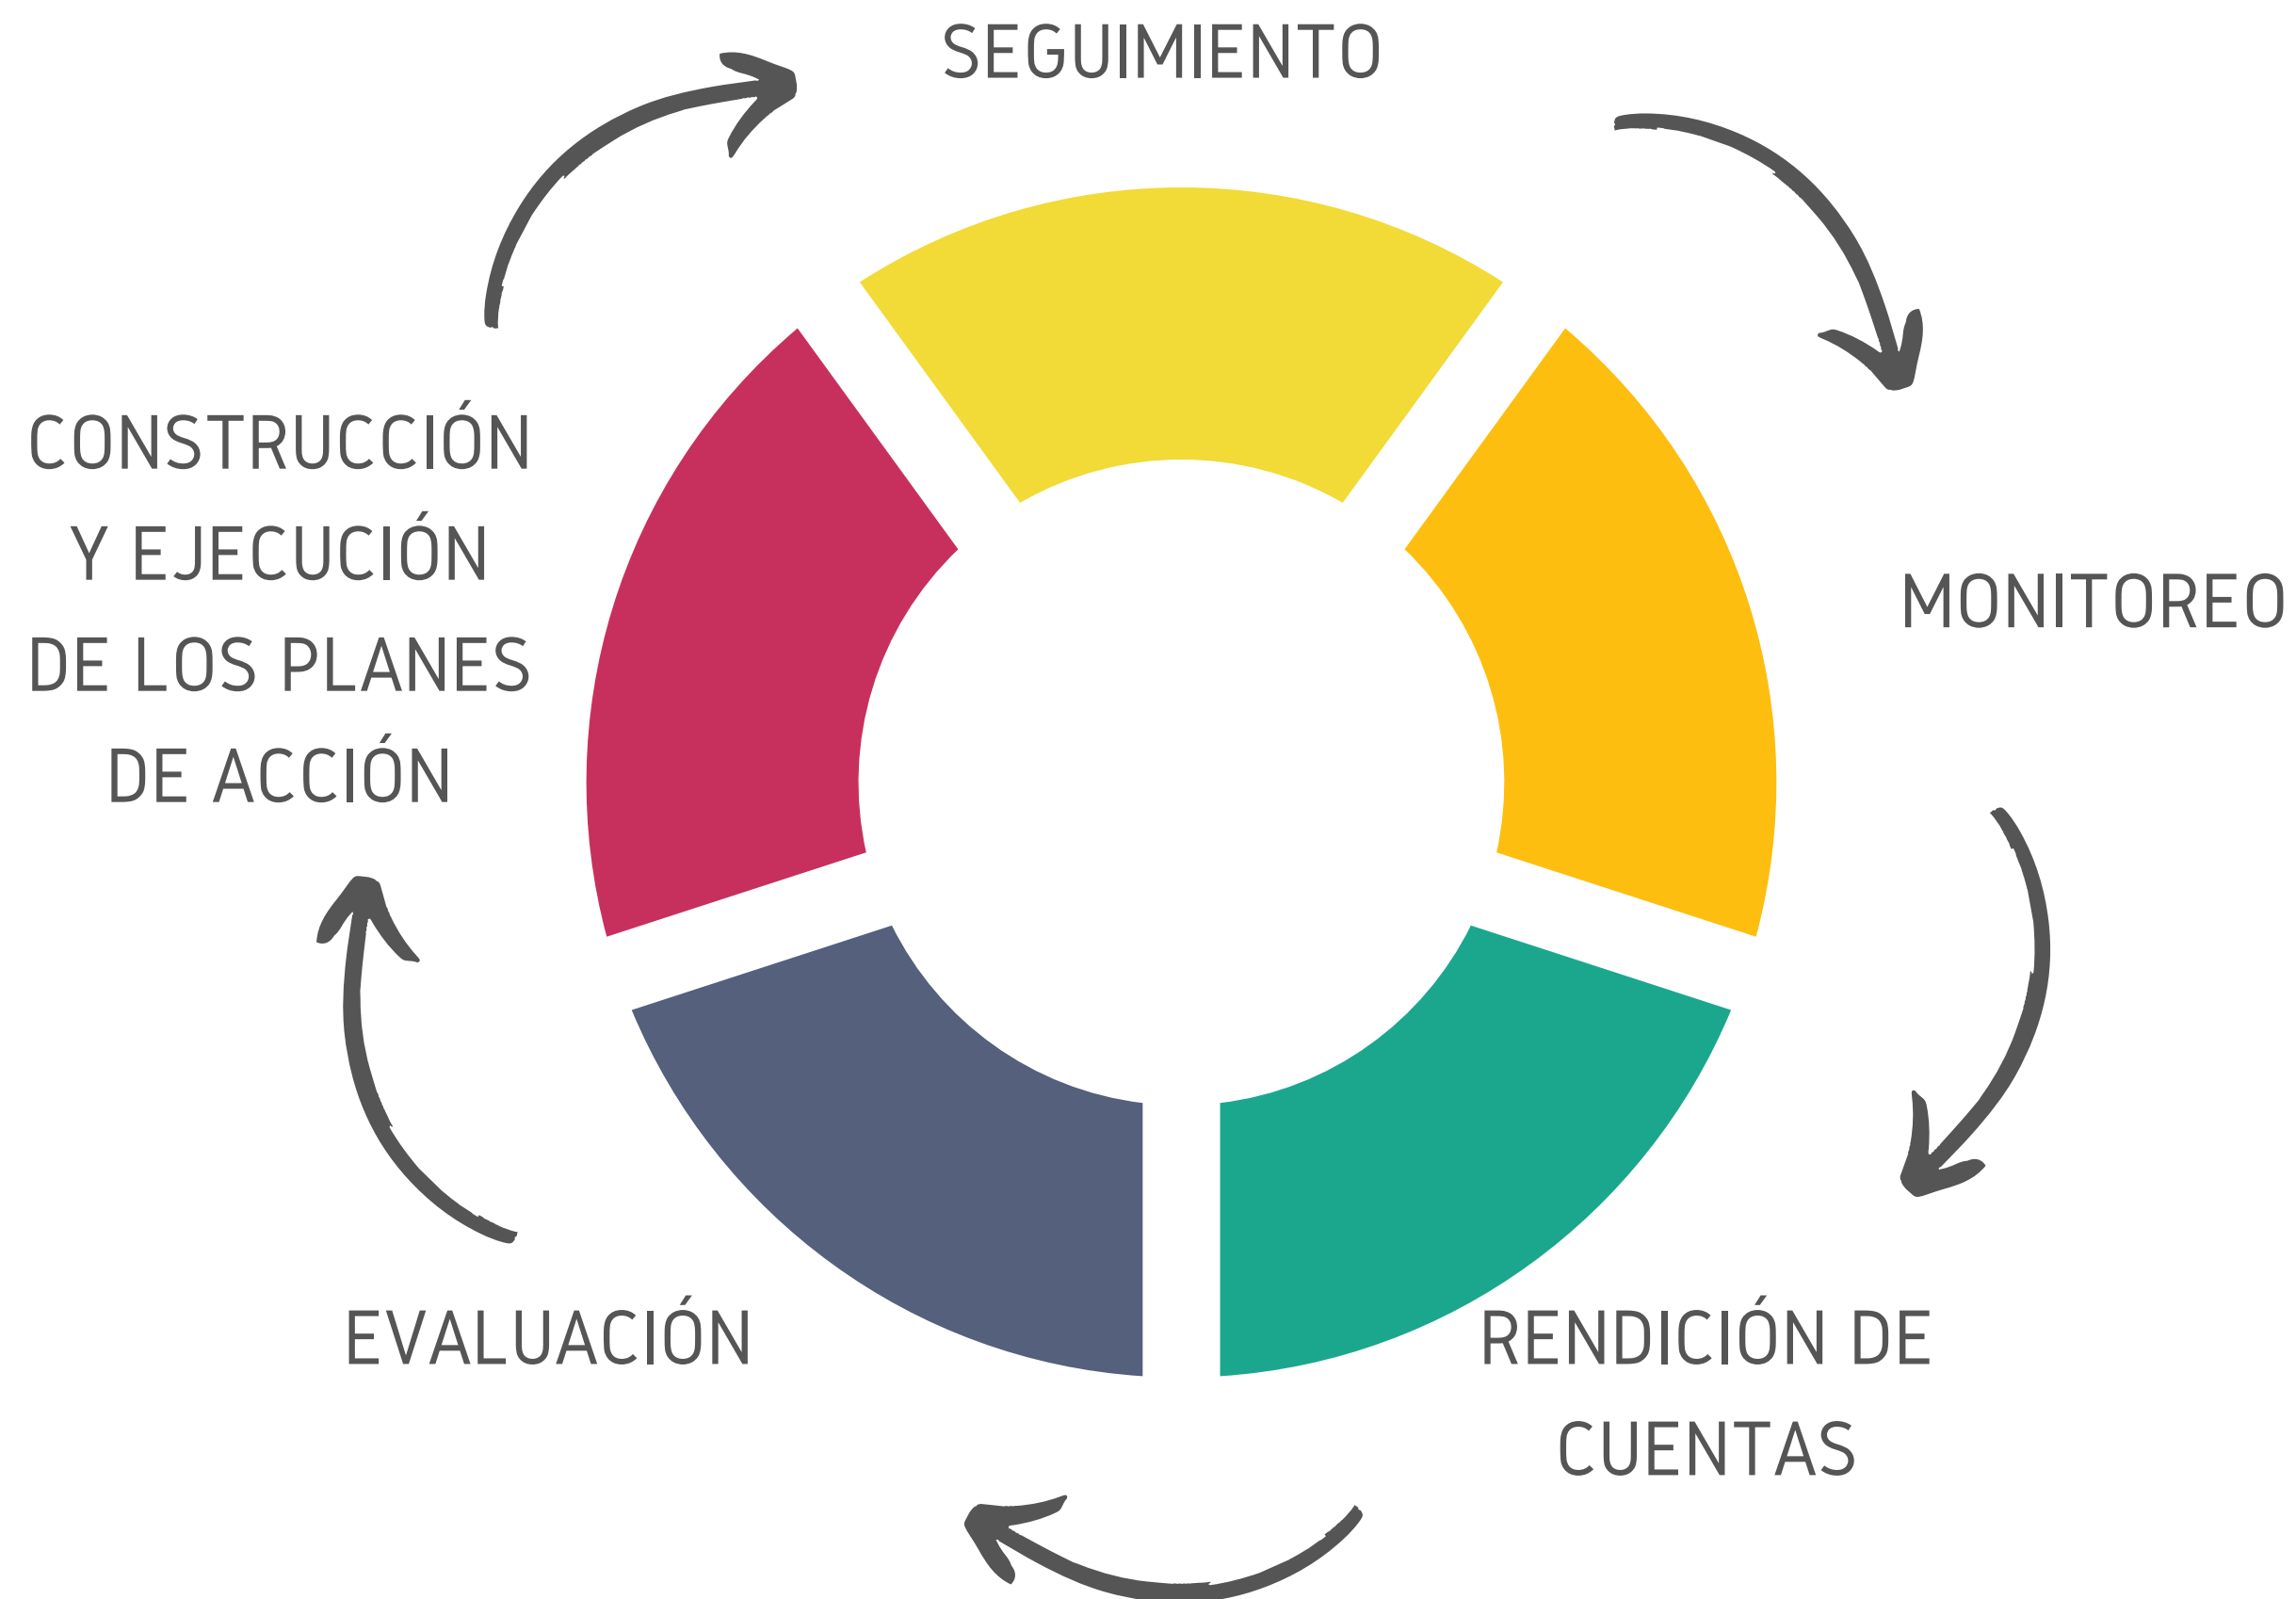 SEGUIMIENTO
CONSTRUCCIÓN
Y EJECUCIÓN
DE LOS PLANES
DE ACCIÓN
MONITOREO
EVALUACIÓN
RENDICIÓN DE
CUENTAS